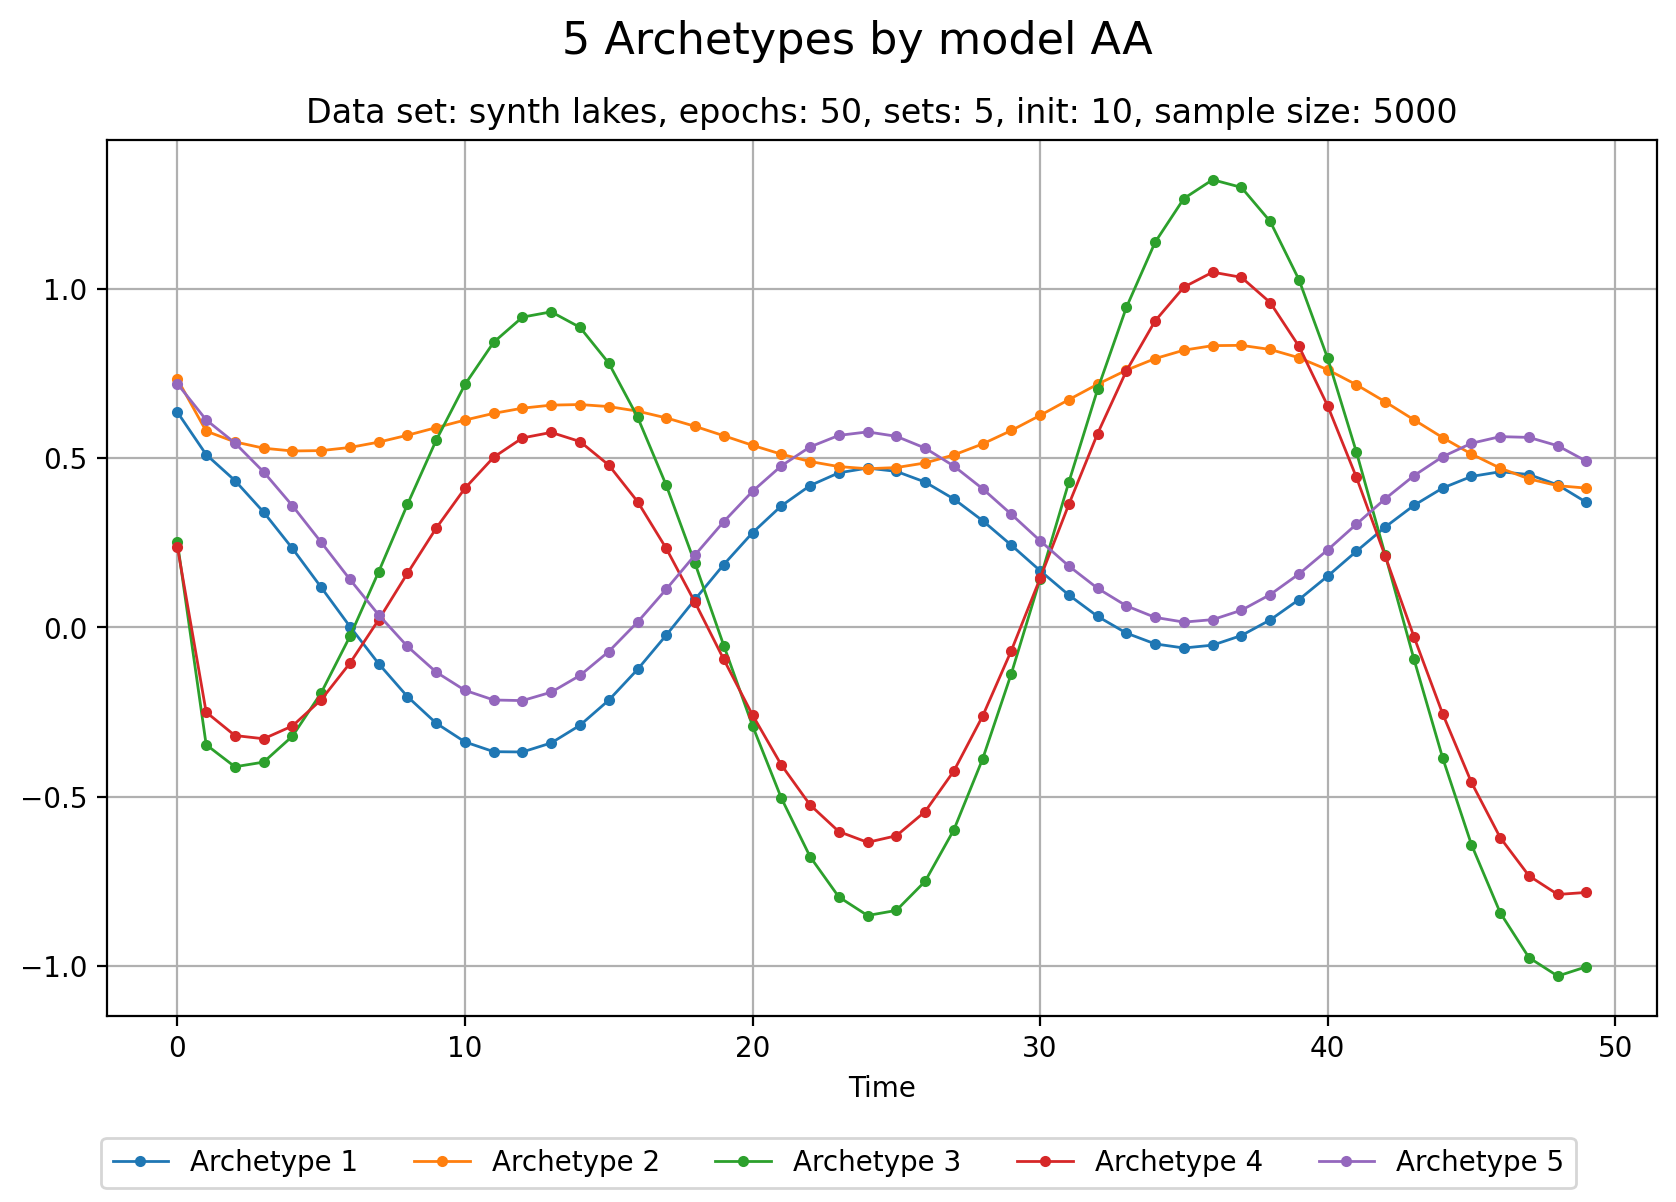 5 Archetypes by model AA
Data set: synth lakes, epochs: 50, sets: 5, init: 10, sample size: 5000
1.0
0.5
0.0
−0.5
−1.0
0 10 20 30 40 50
Time
Archetype 1 Archetype 2 Archetype 3 Archetype 4 Archetype 5